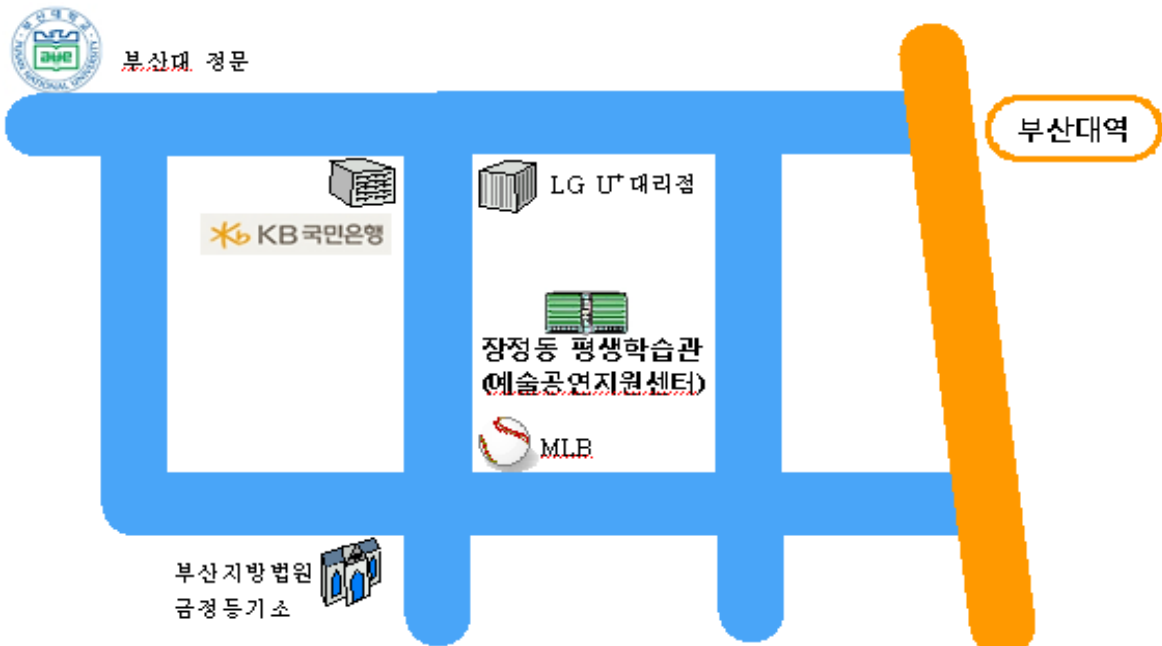 부산대 정문
부산대역
LG U+대리점
KB국민은행
장정동 평생학습관
(예술공연지원센터)
MLB
부산지방법원
금정등기소